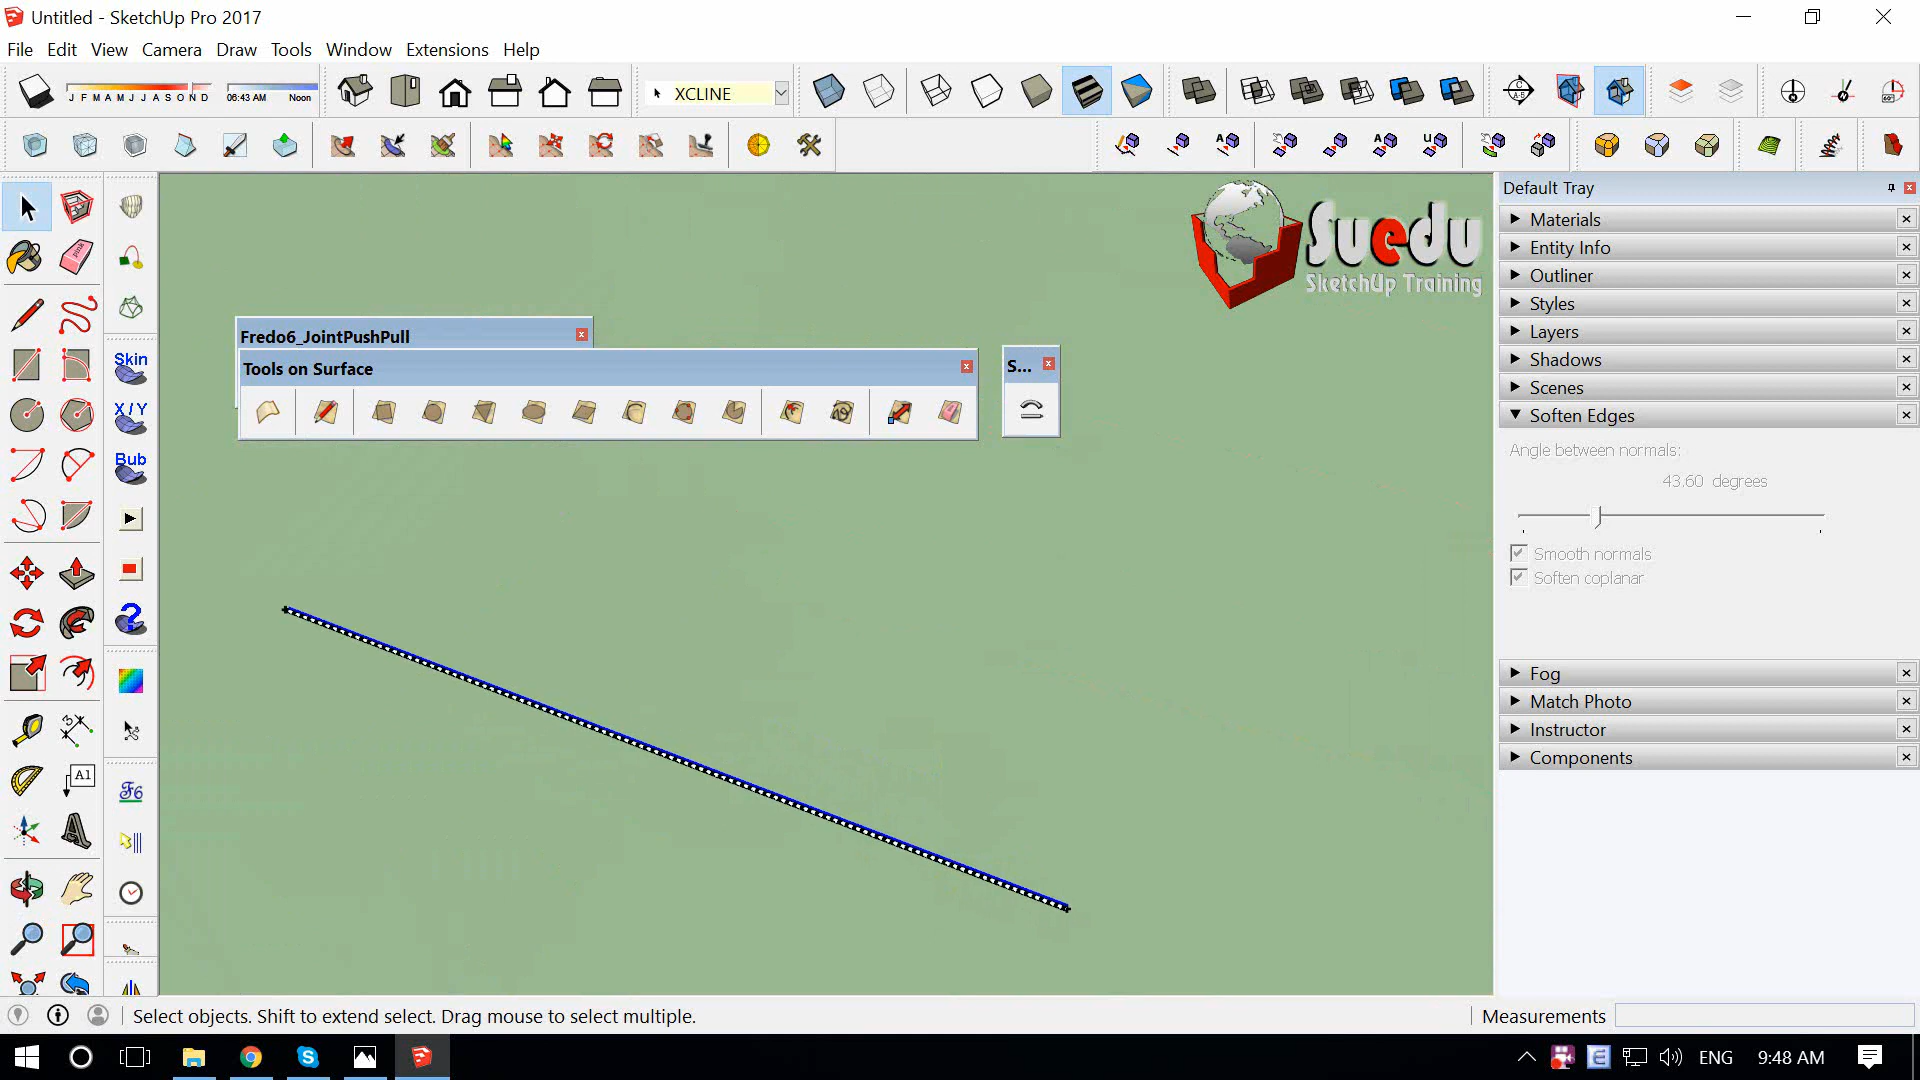 Untitled - SketchUp Pro 2017
File Edit View Camera Draw Tools Window Extensions Help
J F M A M J J A S O N D
06:43 AM Noon
XCLINE
Default Tray
Materials
Entity Info
Outliner
Styles
Layers
Shadows
Scenes
Soften Edges
Angle between normals:
43.60 degrees
Smooth normals
Soften coplanar
Fog
Match Photo
Instructor
Components
Suedu
SketchUp Training
Fredo6_JointPushPull
Tools on Surface
S...
Skin
X/Y
Bub
A1
F6
Select objects. Shift to extend select. Drag mouse to select multiple.
Measurements
ENG
9:48 AM